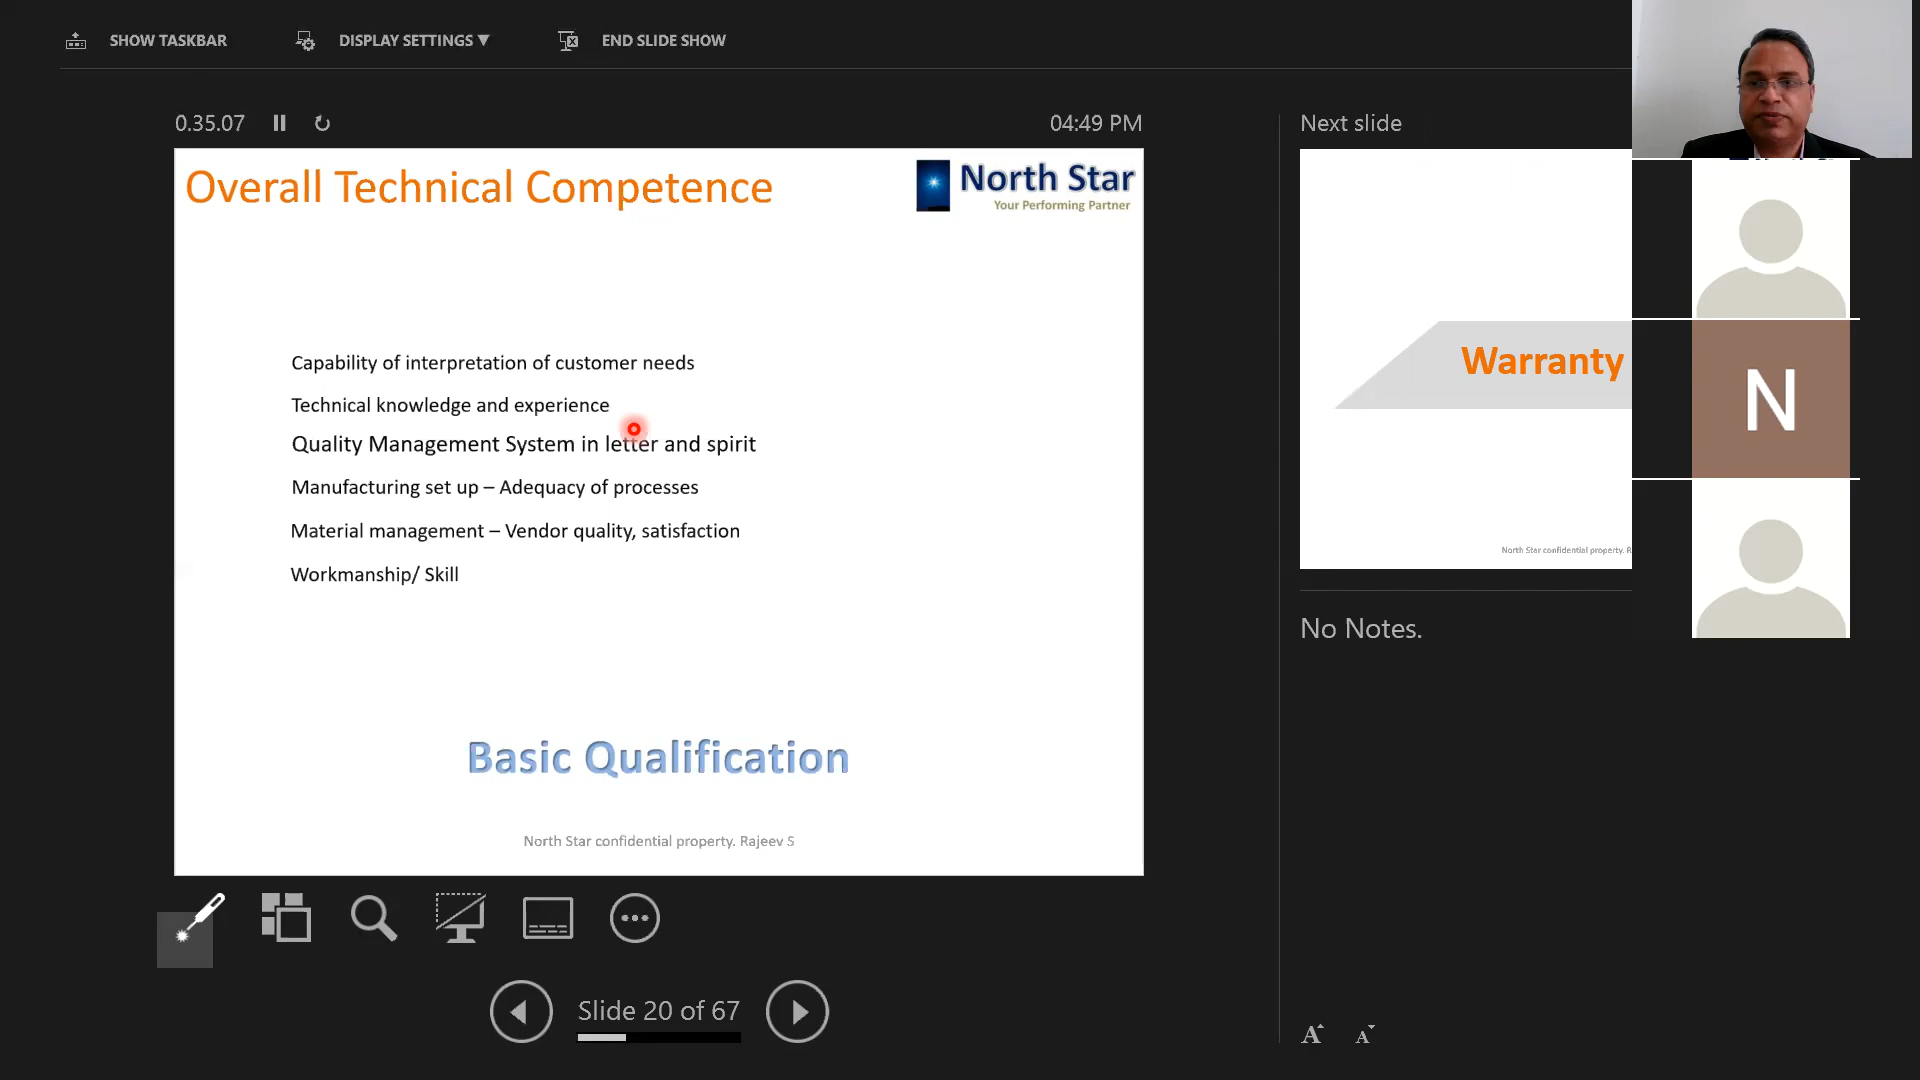 SHOW TASKBAR
DISPLAY SETTINGS ▼
END SLIDE SHOW
0.35.07
04:49 PM
Next slide
Overall Technical Competence
North Star
Your Performing Partner
Capability of interpretation of customer needs
Technical knowledge and experience
Quality Management System in letter and spirit
Manufacturing set up – Adequacy of processes
Material management – Vendor quality, satisfaction
Workmanship/ Skill
Basic Qualification
North Star confidential property. Rajeev S
Warranty
North Star confidential property. R
N
No Notes.
Slide 20 of 67
A A